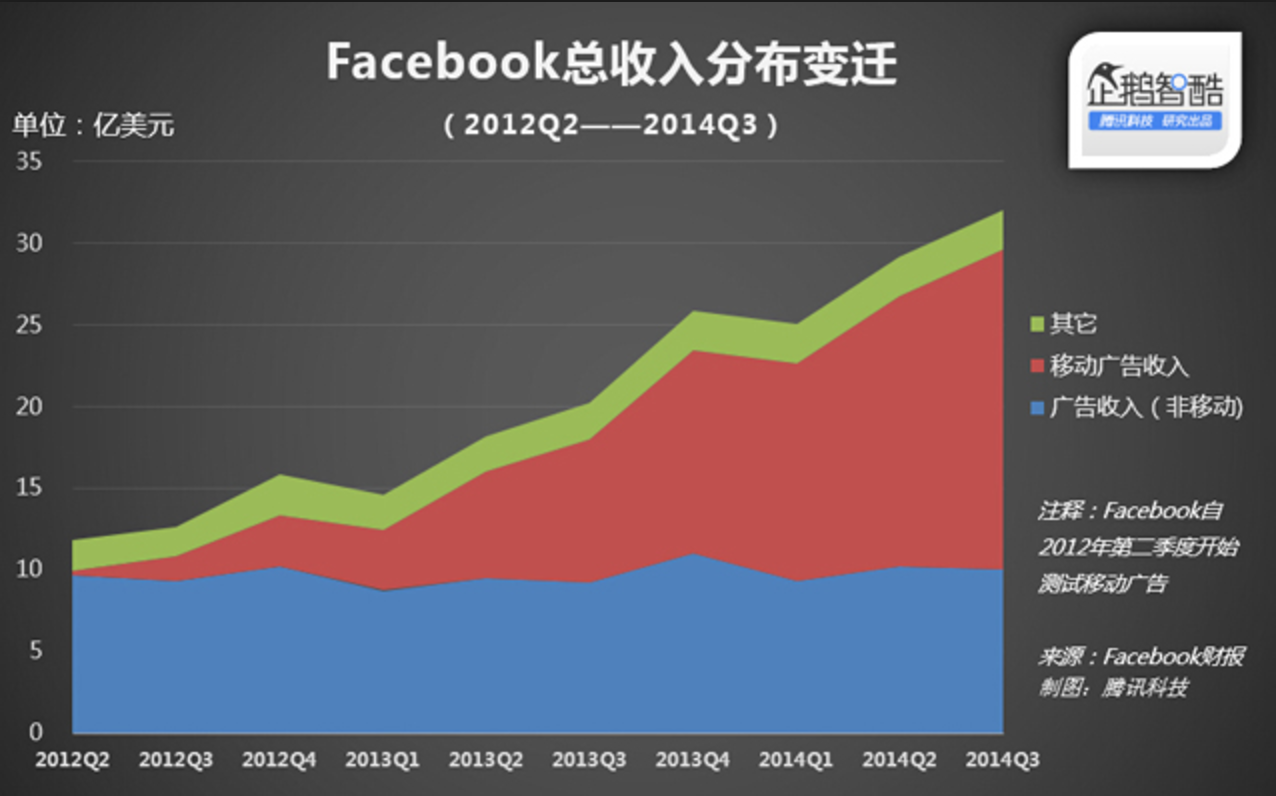 Facebook总收入分布变迁
(2012Q2——2014Q3)
单位:亿美元
企鹅智酷
腾讯科技 研究出品
35
30
25
20
15
10
5
0
2012Q2 2012Q3 2012Q4 2013Q1 2013Q2 2013Q3 2013Q4 2014Q1 2014Q2 2014Q3
其它
移动广告收入
广告收入(非移动)
注释:Facebook自
2012年第二季度开始
测试移动广告
来源:Facebook财报
制图:腾讯科技